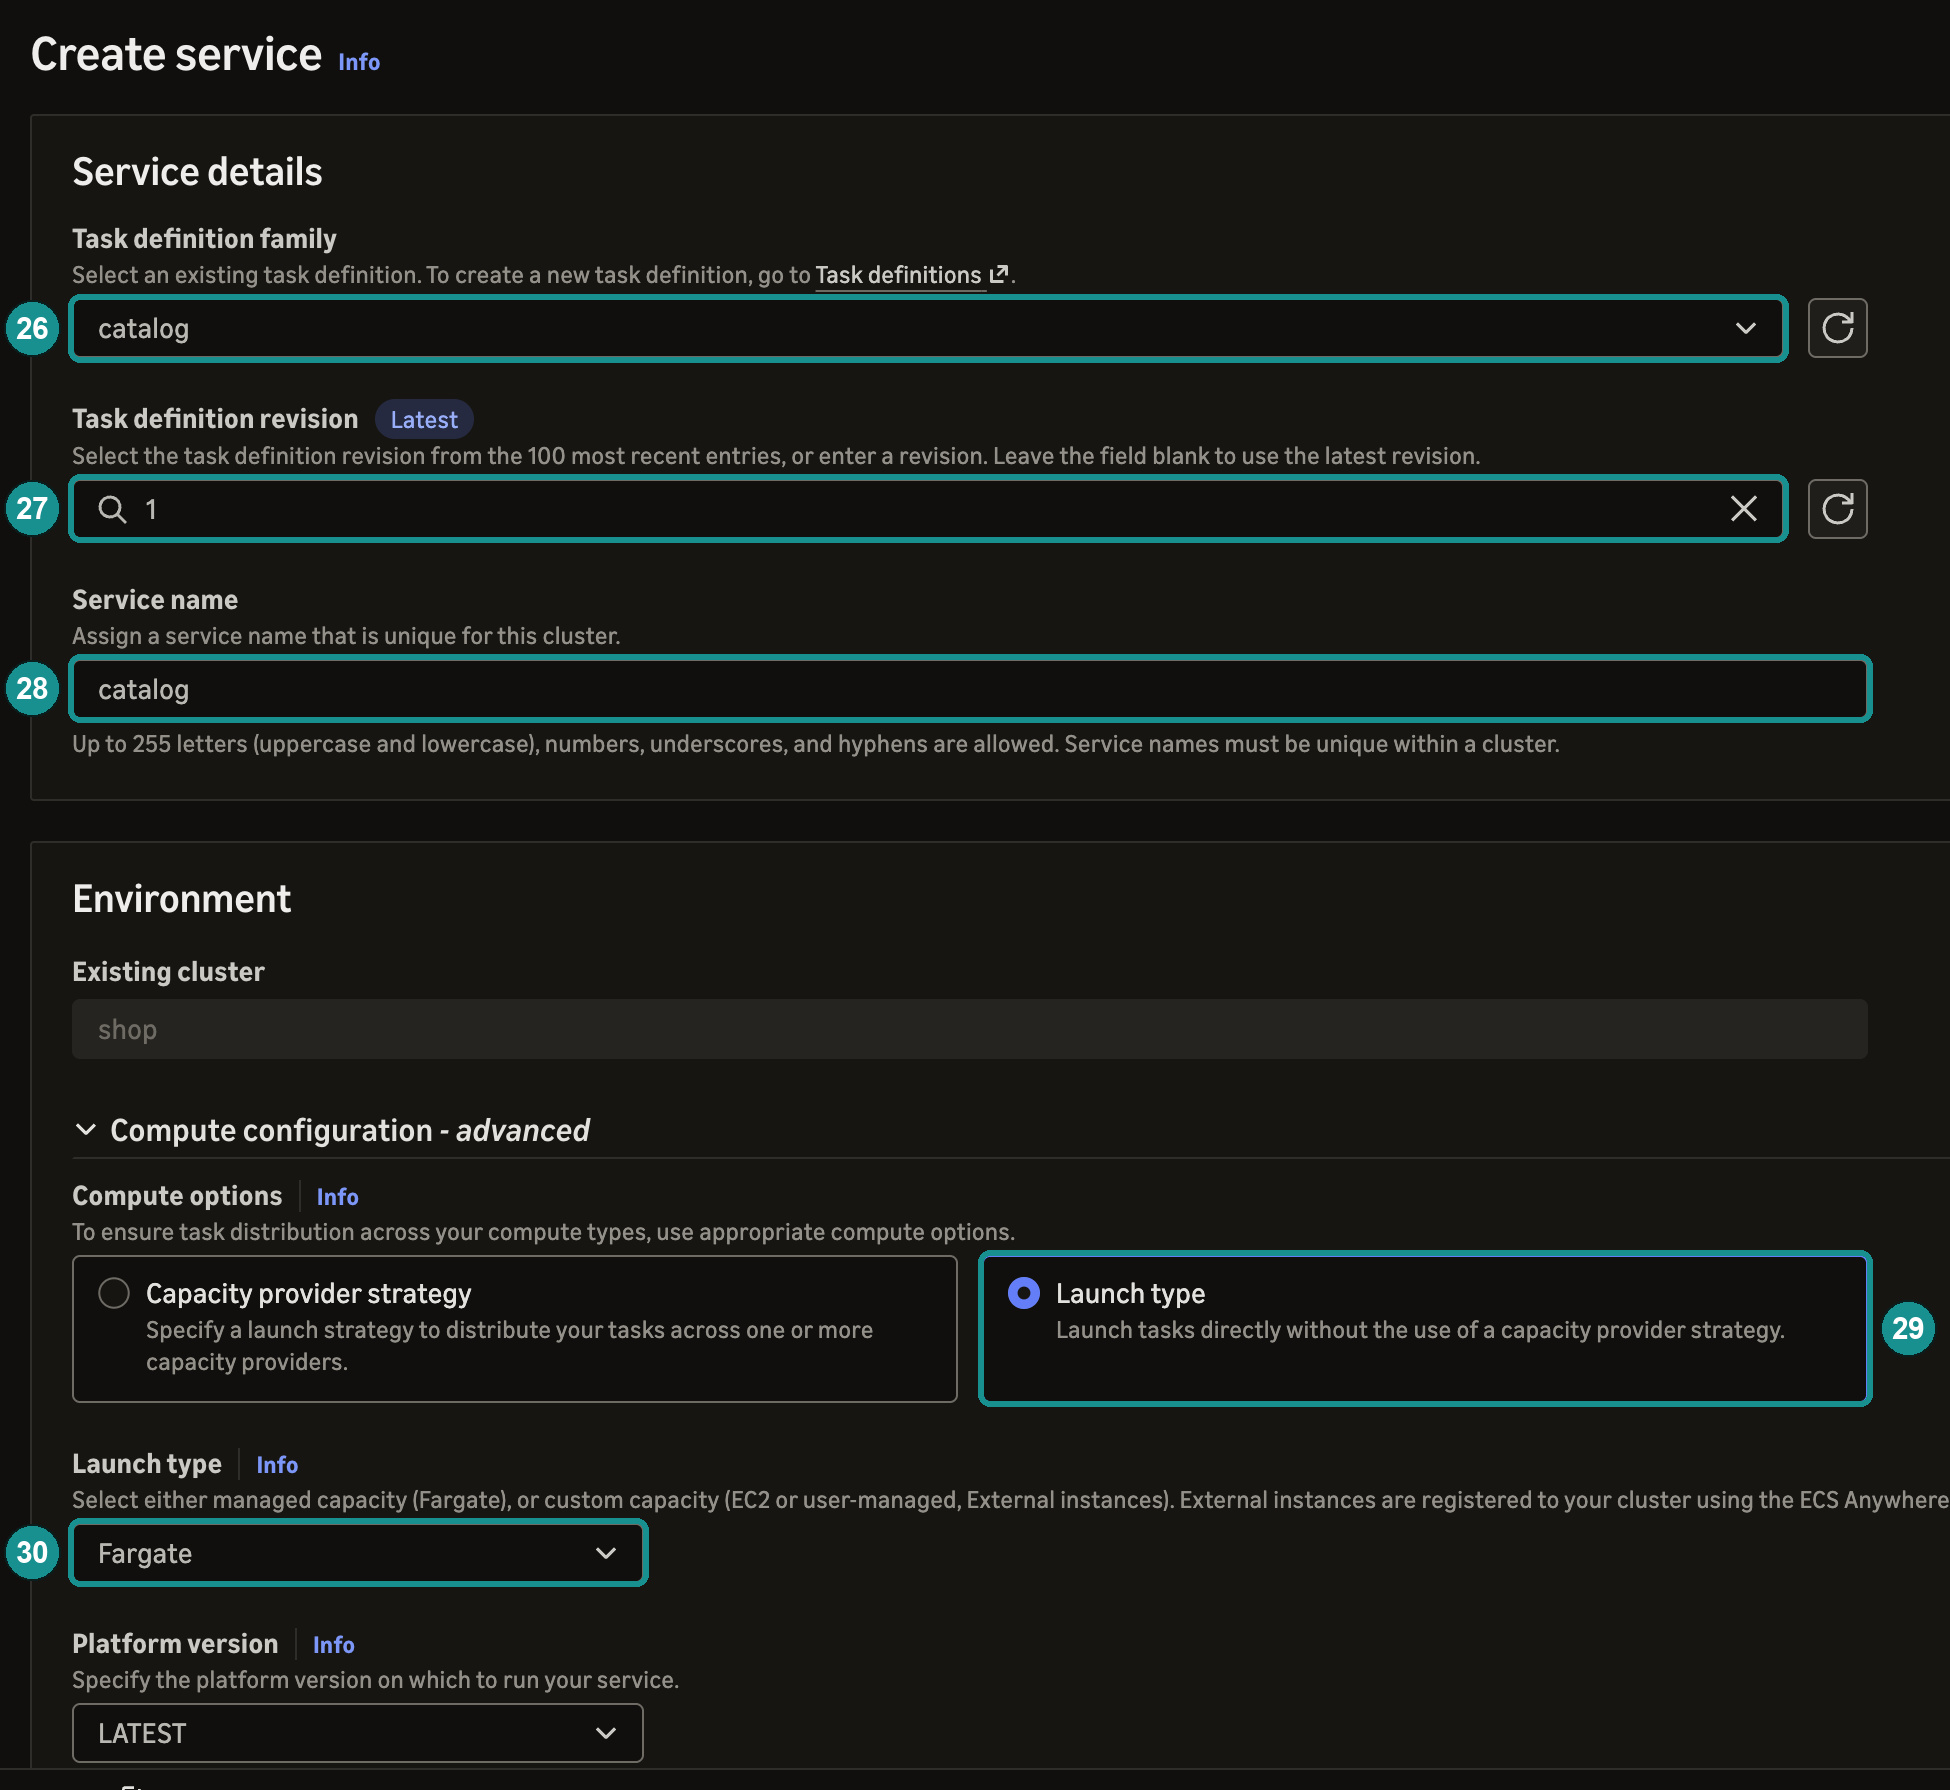 Create service Info
Service details
Task definition family
Select an existing task definition. To create a new task definition, go to Task definitions.
26
catalog
Task definition revision Latest
Select the task definition revision from the 100 most recent entries, or enter a revision. Leave the field blank to use the latest revision.
27
1
Service name
Assign a service name that is unique for this cluster.
28
catalog
Up to 255 letters (uppercase and lowercase), numbers, underscores, and hyphens are allowed. Service names must be unique within a cluster.
Environment
Existing cluster
shop
Compute configuration - advanced
Compute options Info
To ensure task distribution across your compute types, use appropriate compute options.
Capacity provider strategy
Specify a launch strategy to distribute your tasks across one or more
capacity providers.
Launch type
Launch tasks directly without the use of a capacity provider strategy.
29
Launch type Info
Select either managed capacity (Fargate), or custom capacity (EC2 or user-managed, External instances). External instances are registered to your cluster using the ECS Anywhere
30
Fargate
Platform version Info
Specify the platform version on which to run your service.
LATEST